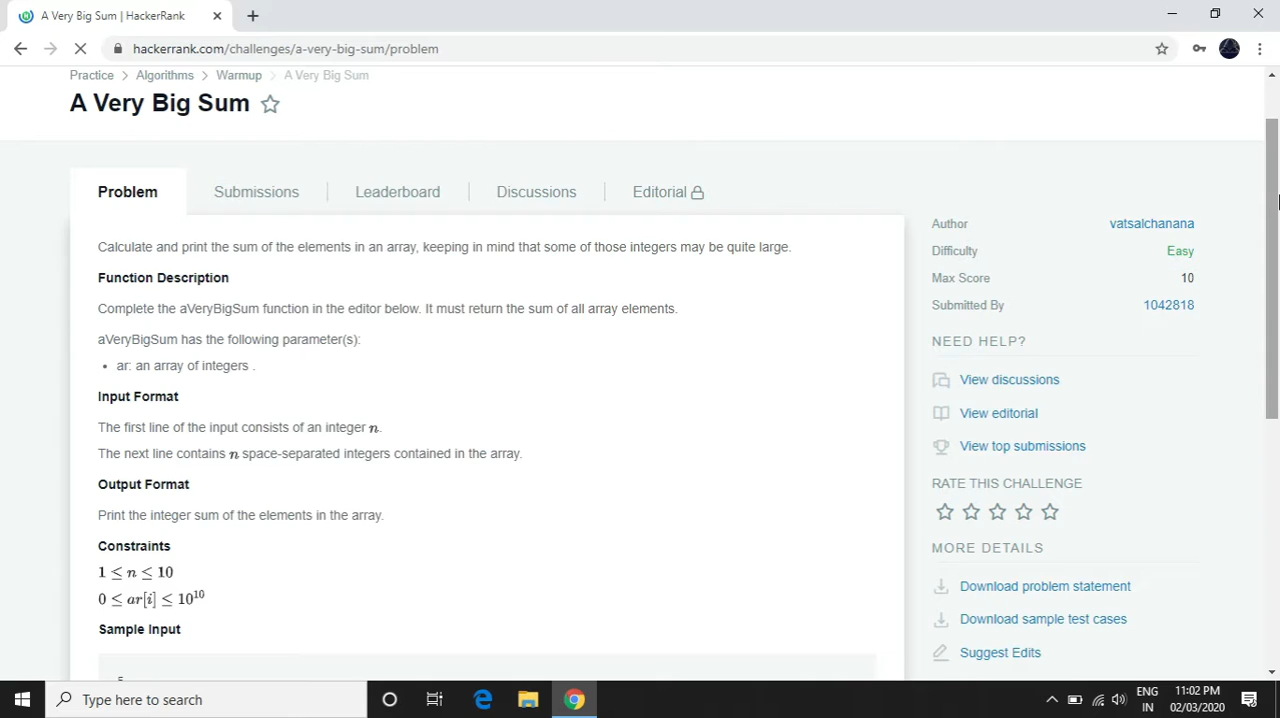 A Very Big Sum | HackerRank
hackerrank.com/challenges/a-very-big-sum/problem
Practice > Algorithms > Warmup > A Very Big Sum
A Very Big Sum
Problem
Submissions
Leaderboard
Discussions
Editorial
Calculate and print the sum of the elements in an array, keeping in mind that some of those integers may be quite large.
Function Description
Complete the aVeryBigSum function in the editor below. It must return the sum of all array elements.
aVeryBigSum has the following parameter(s):
• ar: an array of integers .
Input Format
The first line of the input consists of an integer n.
The next line contains n space-separated integers contained in the array.
Output Format
Print the integer sum of the elements in the array.
Constraints
1 ≤ n ≤ 10
0 ≤ ar[i] ≤ 10^10
Sample Input
Author vatsalchanana
Difficulty Easy
Max Score 10
Submitted By 1042818
NEED HELP?
View discussions
View editorial
View top submissions
RATE THIS CHALLENGE
MORE DETAILS
Download problem statement
Download sample test cases
Suggest Edits
Type here to search
ENG
IN
11:02 PM
02/03/2020